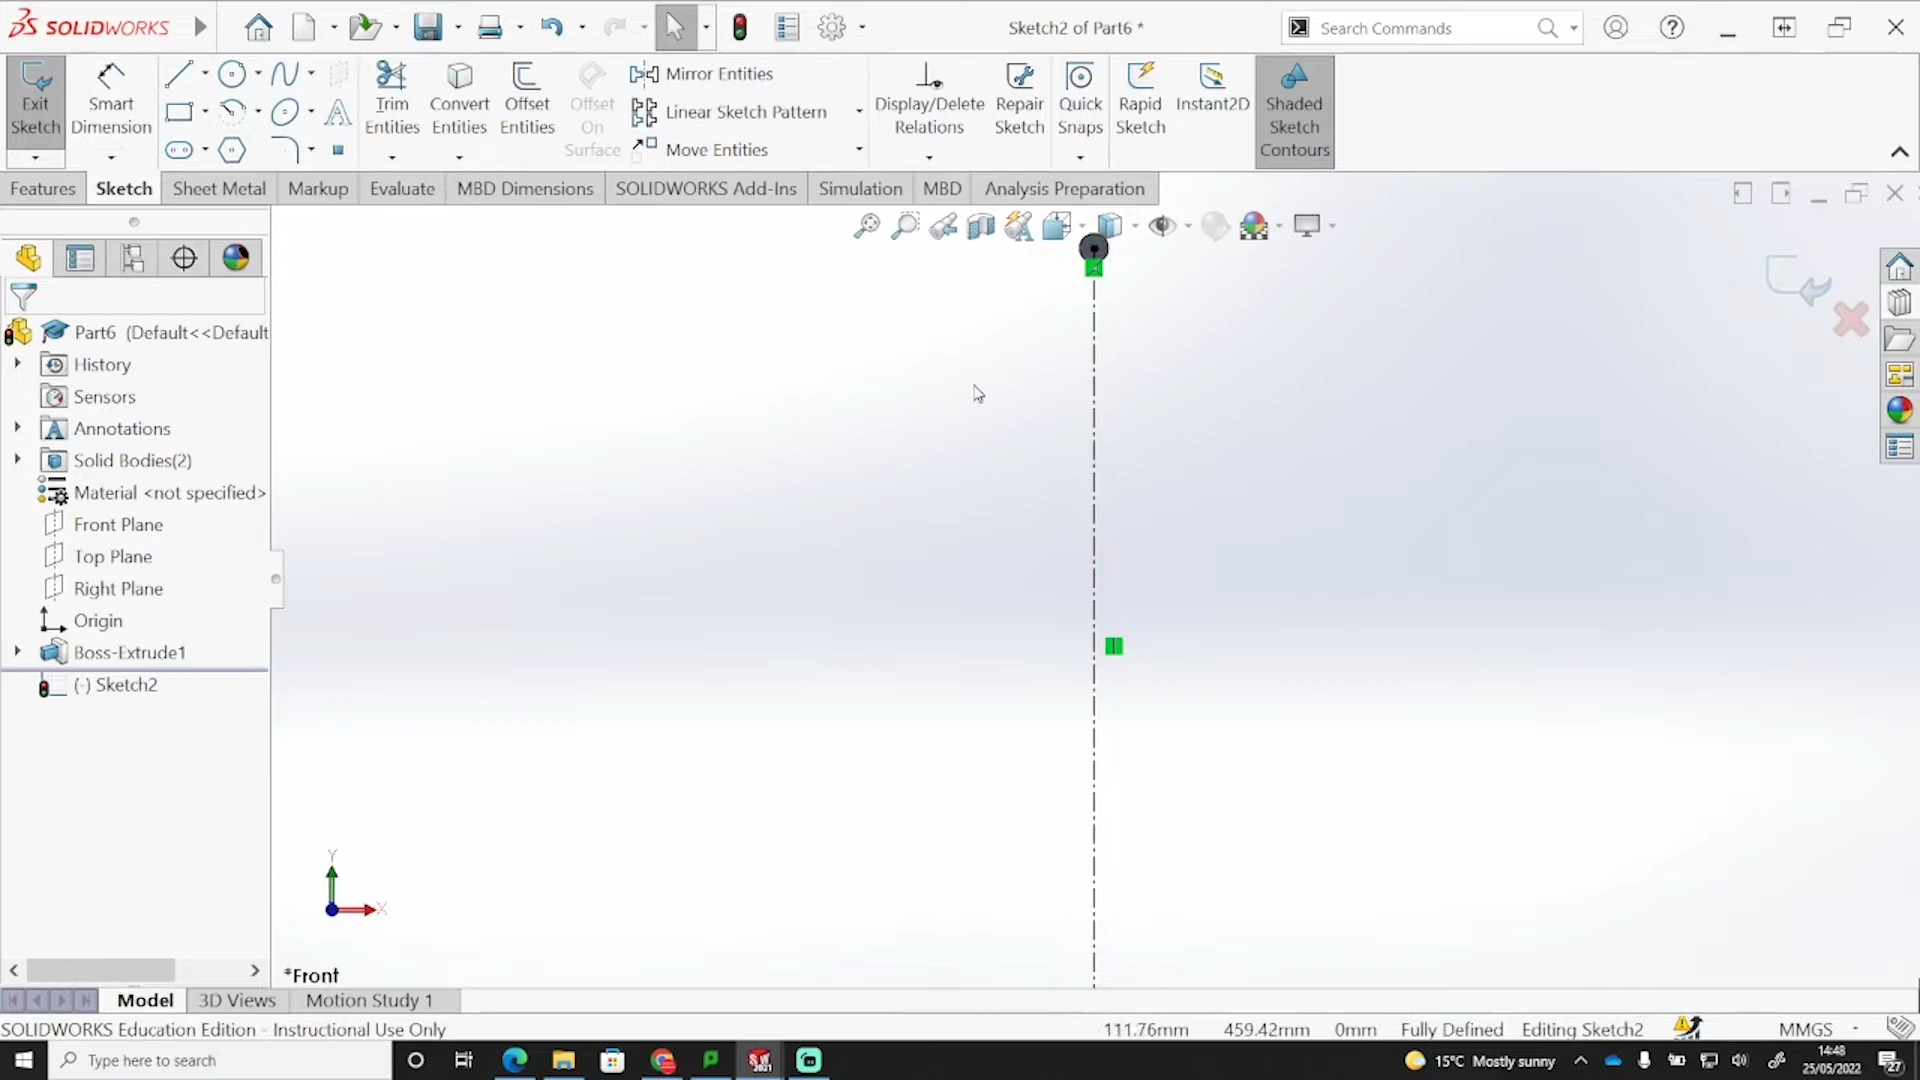 SOLIDWORKS
Sketch2 of Part6 *
Search Commands
Exit Sketch
Smart Dimension
Trim Entities
Convert Entities
Offset Entities
Offset On Surface
Mirror Entities
Linear Sketch Pattern
Move Entities
Display/Delete Relations
Repair Sketch
Quick Snaps
Rapid Sketch
Instant2D
Shaded Sketch Contours
Features
Sketch
Sheet Metal
Markup
Evaluate
MBD Dimensions
SOLIDWORKS Add-Ins
Simulation
MBD
Analysis Preparation
Part6 (Default<<Default
History
Sensors
Annotations
Solid Bodies(2)
Material <not specified>
Front Plane
Top Plane
Right Plane
Origin
Boss-Extrude1
(-) Sketch2
Y
X
*Front
Model
3D Views
Motion Study 1
SOLIDWORKS Education Edition - Instructional Use Only
111.76mm
459.42mm
0mm
Fully Defined
Editing Sketch2
MMGS
Type here to search
SW
2021
15°C Mostly sunny
14:48
25/05/2022
27